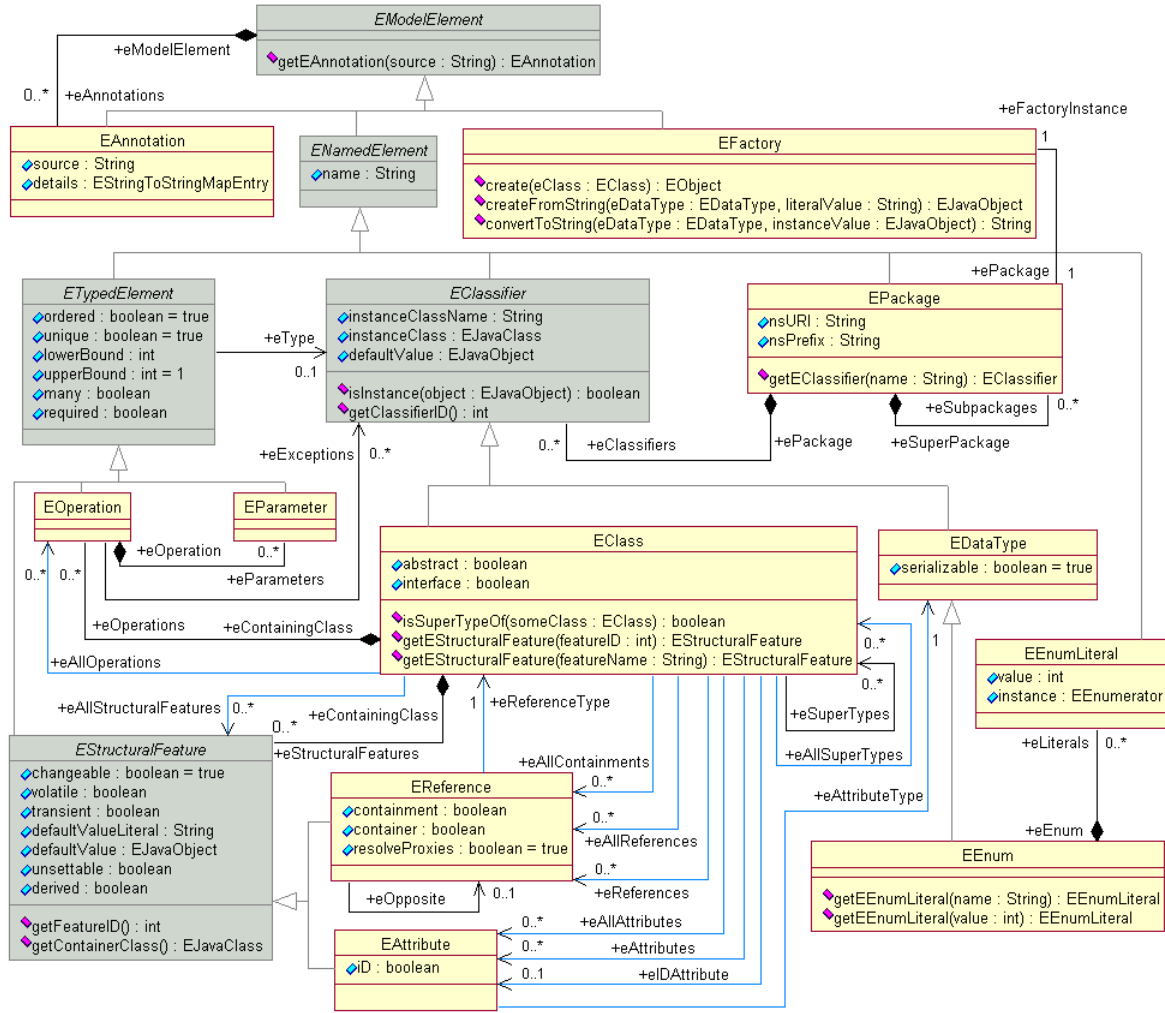 EModelElement
getEAnnotation(source : String) : EAnnotation
+eModelElement
0..*
+eAnnotations
EAnnotation
source : String
details : EStringToStringMapEntry
ENamedElement
name : String
+eFactoryInstance
1
EFactory
create(eClass : EClass) : EObject
createFromString(eDataType : EDataType, literalValue : String) : EJavaObject
convertToString(eDataType : EDataType, instanceValue : EJavaObject) : String
+ePackage
1
ETypedElement
ordered : boolean = true
unique : boolean = true
lowerBound : int
upperBound : int = 1
many : boolean
required : boolean
+eType
0..1
EClassifier
instanceClassName : String
instanceClass : EJavaClass
defaultValue : EJavaObject
isInstance(object : EJavaObject) : boolean
getClassifierID() : int
EPackage
nsURI : String
nsPrefix : String
getEClassifier(name : String) : EClassifier
+eSubpackages
0..*
+eSuperPackage
+ePackage
0..*
+eClassifiers
+eExceptions
0..*
EOperation
EParameter
+eOperation
0..*
+eParameters
0..*
0..*
+eOperations
+eContainingClass
+eAllOperations
EClass
abstract : boolean
interface : boolean
isSuperTypeOf(someClass : EClass) : boolean
getEStructuralFeature(featureID : int) : EStructuralFeature
getEStructuralFeature(featureName : String) : EStructuralFeature
EDataType
serializable : boolean = true
0..*
1
0..*
+eSuperTypes
+eAllSuperTypes
EEnumLiteral
value : int
instance : EEnumerator
+eLiterals
0..*
+eAllStructuralFeatures
0..*
0..*
+eContainingClass
+eStructuralFeatures
1
+eReferenceType
+eAllContainments
0..*
+eAttributeType
EStructuralFeature
changeable : boolean = true
volatile : boolean
transient : boolean
defaultValueLiteral : String
defaultValue : EJavaObject
unsettable : boolean
derived : boolean
getFeatureID() : int
getContainerClass() : EJavaClass
EReference
containment : boolean
container : boolean
resolveProxies : boolean = true
0..*
+eAllReferences
0..*
+eReferences
+eOpposite
0..1
+eEnum
EEnum
getEEnumLiteral(name : String) : EEnumLiteral
getEEnumLiteral(value : int) : EEnumLiteral
EAttribute
iD : boolean
0..*
+eAllAttributes
0..*
+eAttributes
0..1
+eIDAttribute